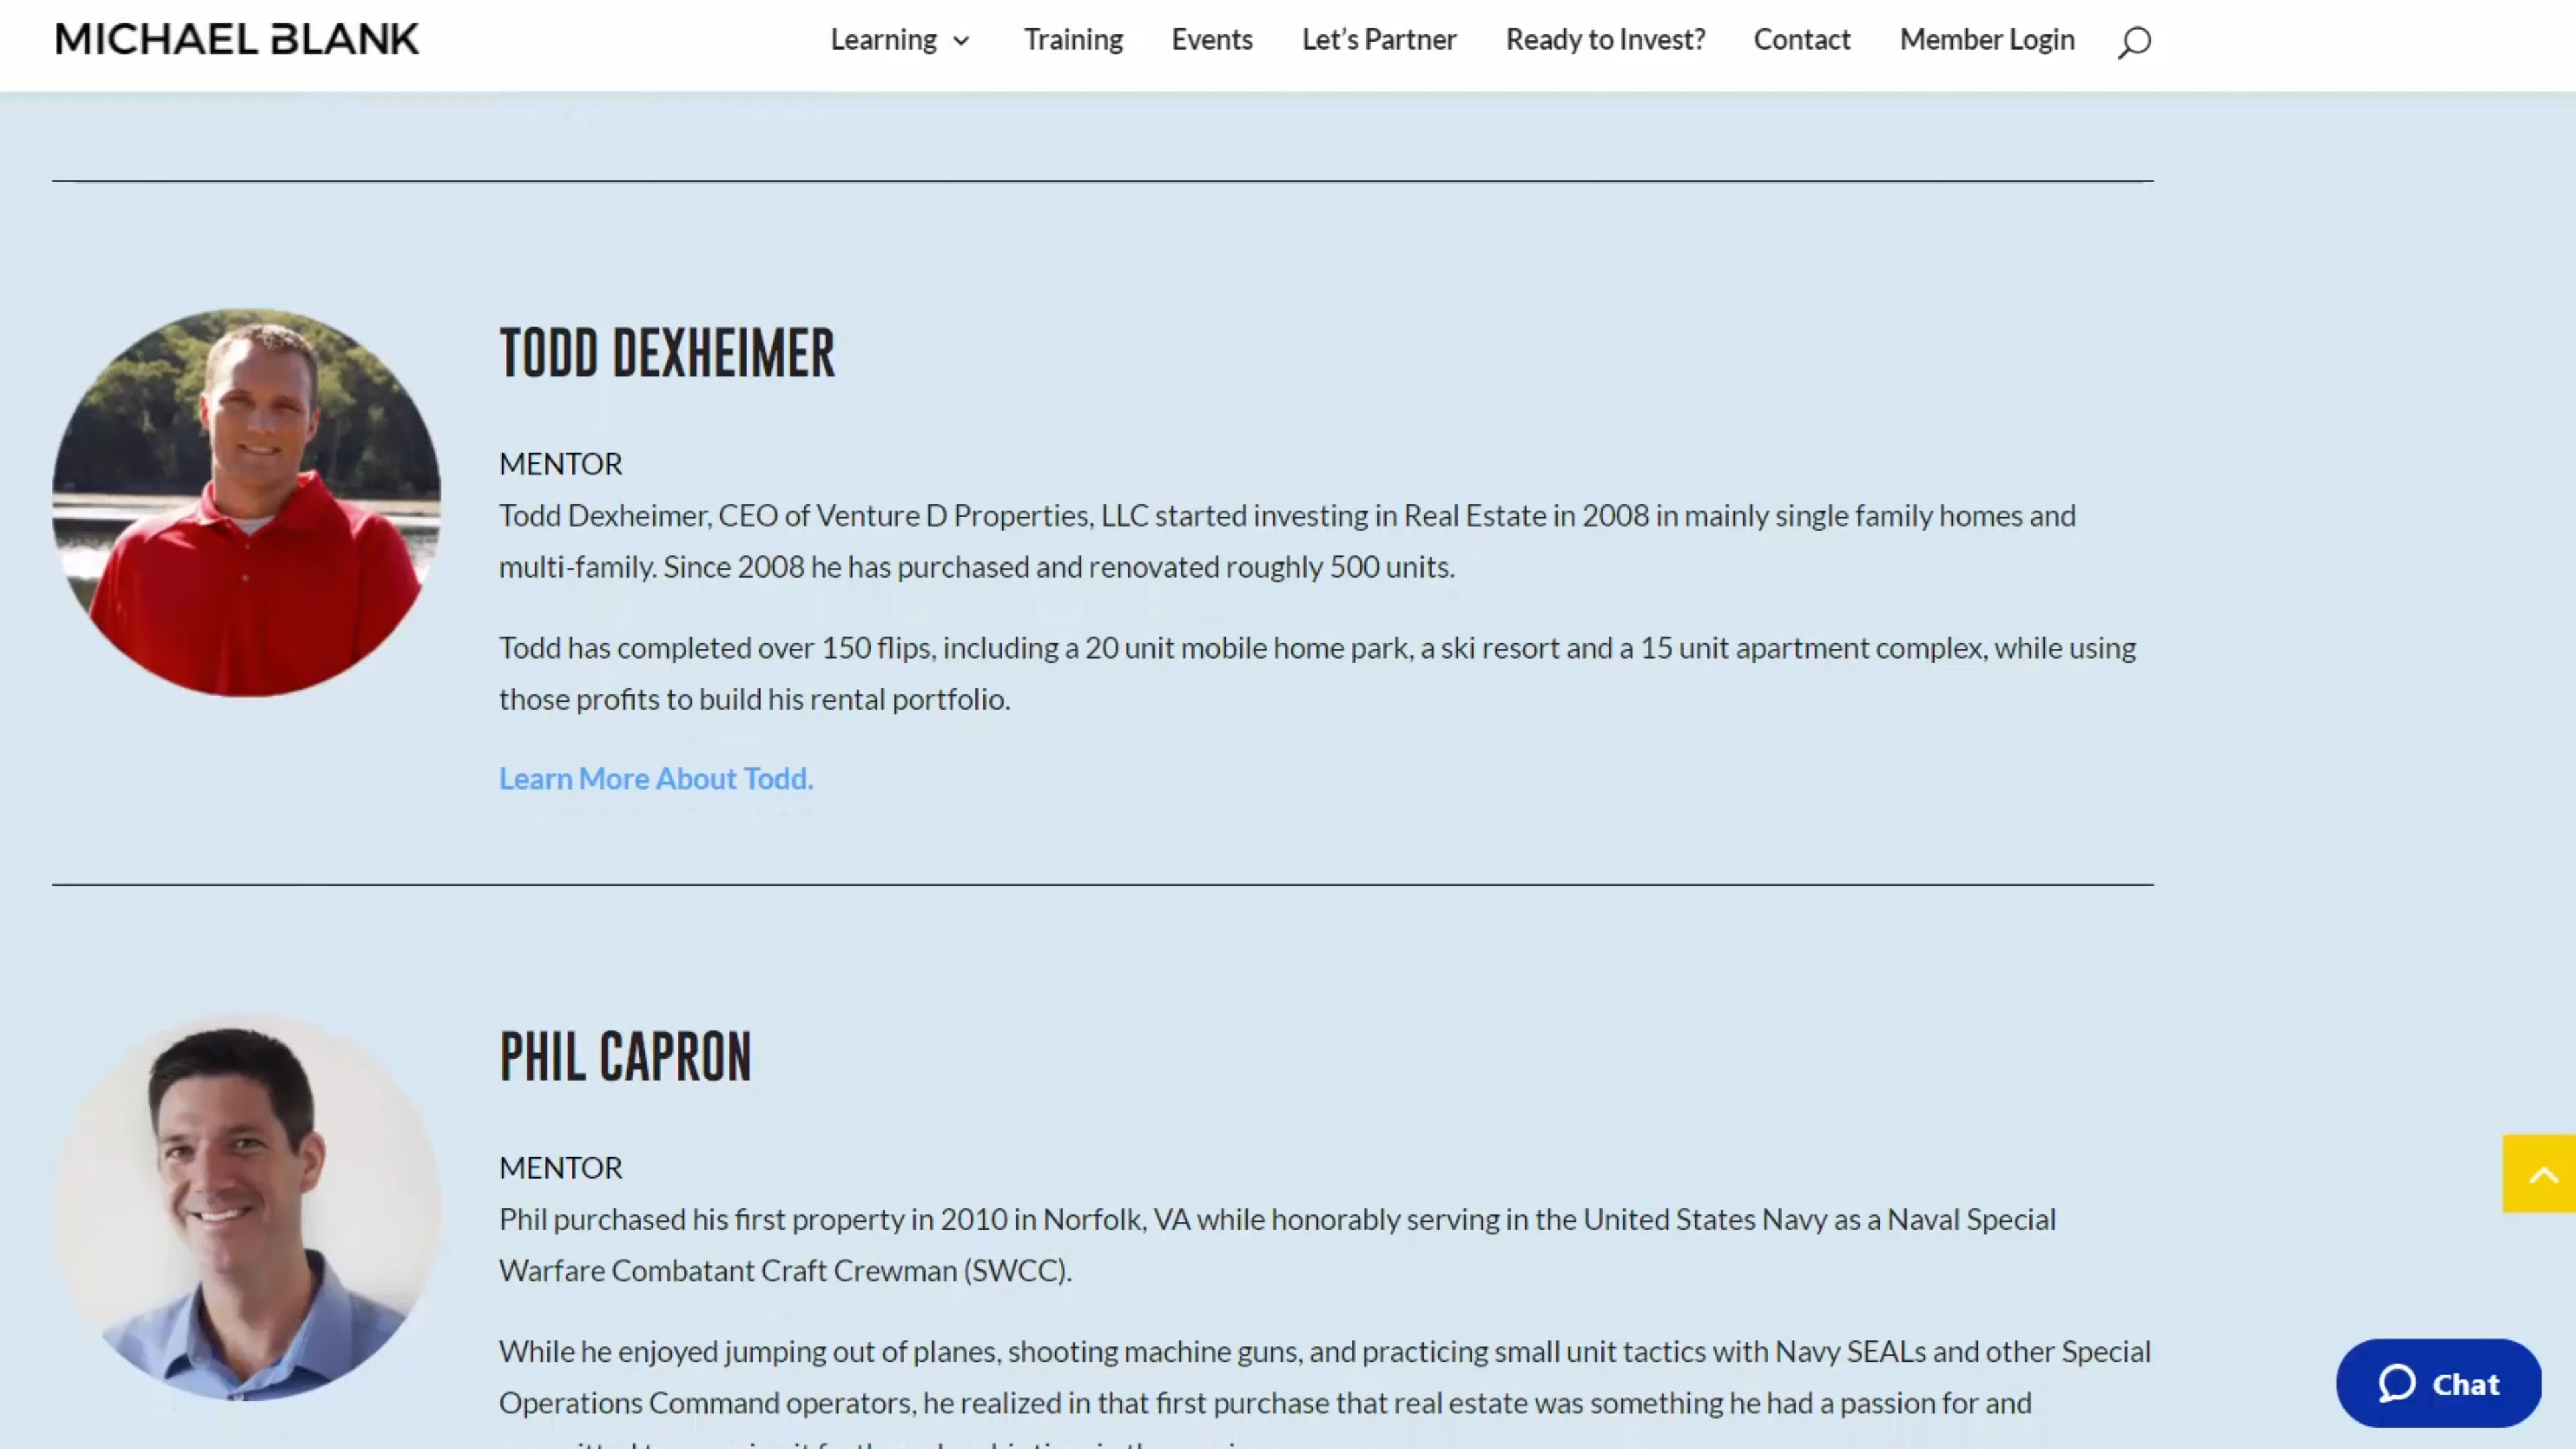 MICHAEL BLANK
Learning
Training
Events
Let's Partner
Ready to Invest?
Contact
Member Login
TODD DEXHEIMER
MENTOR
Todd Dexheimer, CEO of Venture D Properties, LLC started investing in Real Estate in 2008 in mainly single family homes and
multi-family. Since 2008 he has purchased and renovated roughly 500 units.
Todd has completed over 150 flips, including a 20 unit mobile home park, a ski resort and a 15 unit apartment complex, while using
those profits to build his rental portfolio.
Learn More About Todd.
PHIL CAPRON
MENTOR
Phil purchased his first property in 2010 in Norfolk, VA while honorably serving in the United States Navy as a Naval Special
Warfare Combatant Craft Crewman (SWCC).
While he enjoyed jumping out of planes, shooting machine guns, and practicing small unit tactics with Navy SEALs and other Special
Operations Command operators, he realized in that first purchase that real estate was something he had a passion for and
Chat